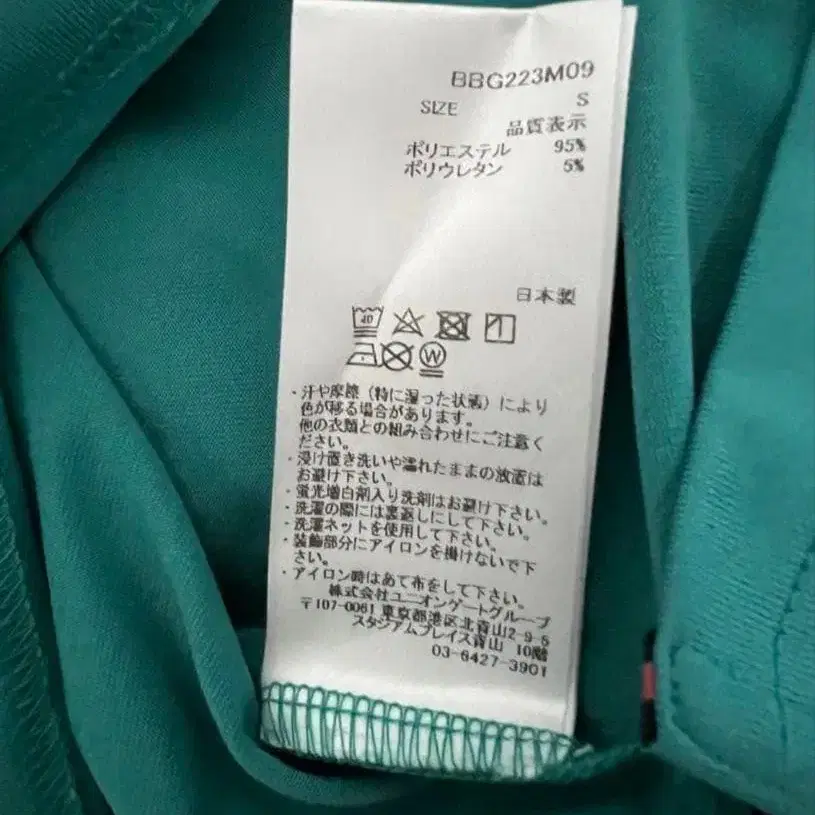 BBG223M09
SIZE S
品質表示
ポリエステル 95%
ポリウレタン 5%
日本製
40
W
・汗や摩擦（特に湿った状態）により
色が移る場合があります。
他の衣類との組み合わせにご注意く
ださい。
・浸け置き洗いや濡れたままの放置は
お避け下さい。
・蛍光増白剤入り洗剤はお避け下さい。
・洗濯の際には裏返しにして下さい。
・洗濯ネットを使用して下さい。
・装飾部分にアイロンを掛けないで下
さい。
・アイロン時はあて布をして下さい。
株式会社ユニオンゲートグループ
〒107-0061 東京都港区北青山2-9-5
スタジアムプレイス青山 10階
03-6427-3901